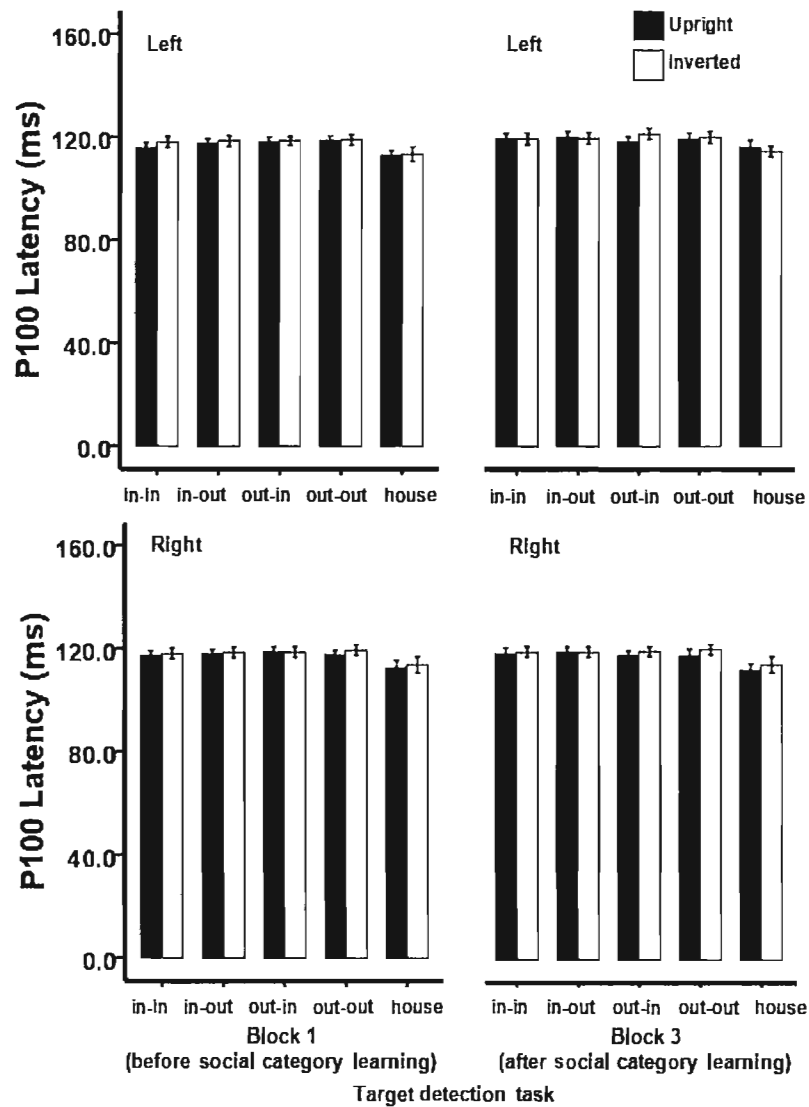 Upright
Inverted
Left
Left
P100 Latency (ms)
160.0
120.0
80.0
40.0
0.0
in-in in-out out-in out-out house
in-in in-out out-in out-out house
Right
Right
P100 Latency (ms)
160.0
120.0
80.0
40.0
0.0
in-in in-out out-in out-out house
in-in in-out out-in out-out house
Block 1
(before social category learning)
Block 3
(after social category learning)
Target detection task